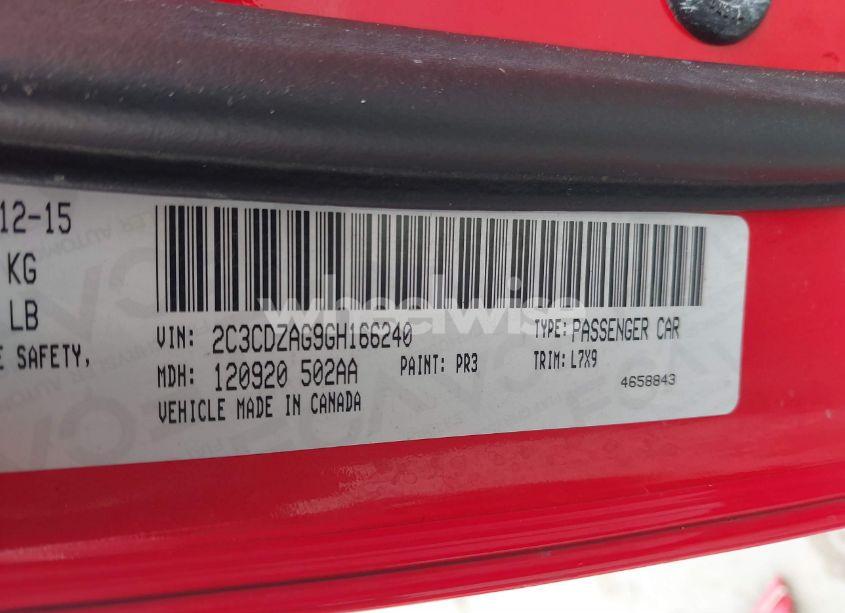 12-15
KG
LB
E SAFETY,
wheelwise
VIN: 2C3CDZAG9GH166240 TYPE: PASSENGER CAR
MDH: 120920 502AA PAINT: PR3 TRIM: L7X9
VEHICLE MADE IN CANADA 4658843